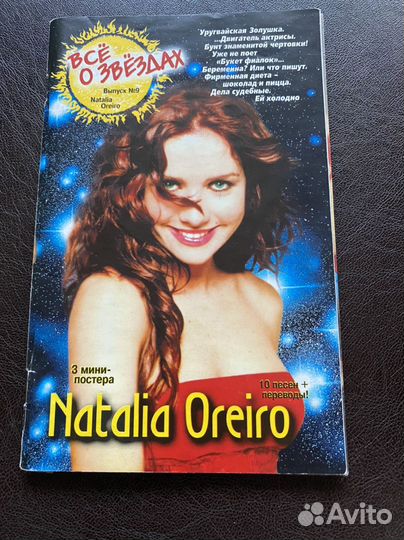 ВСЁ
О ЗВЁЗДАХ
Выпуск №9
Natalia
Oreiro
Уругвайская Золушка.
...Двигатель актрисы.
Бунт знаменитой чертовки!
Уже не поет
«Букет фиалок»...
Беременна? Или что пишут.
Фирменная диета –
шоколад и пицца.
Дела судебные.
Ей холодно
3 мини-
постера
10 песен +
переводы!
Natalia Oreiro
Avito